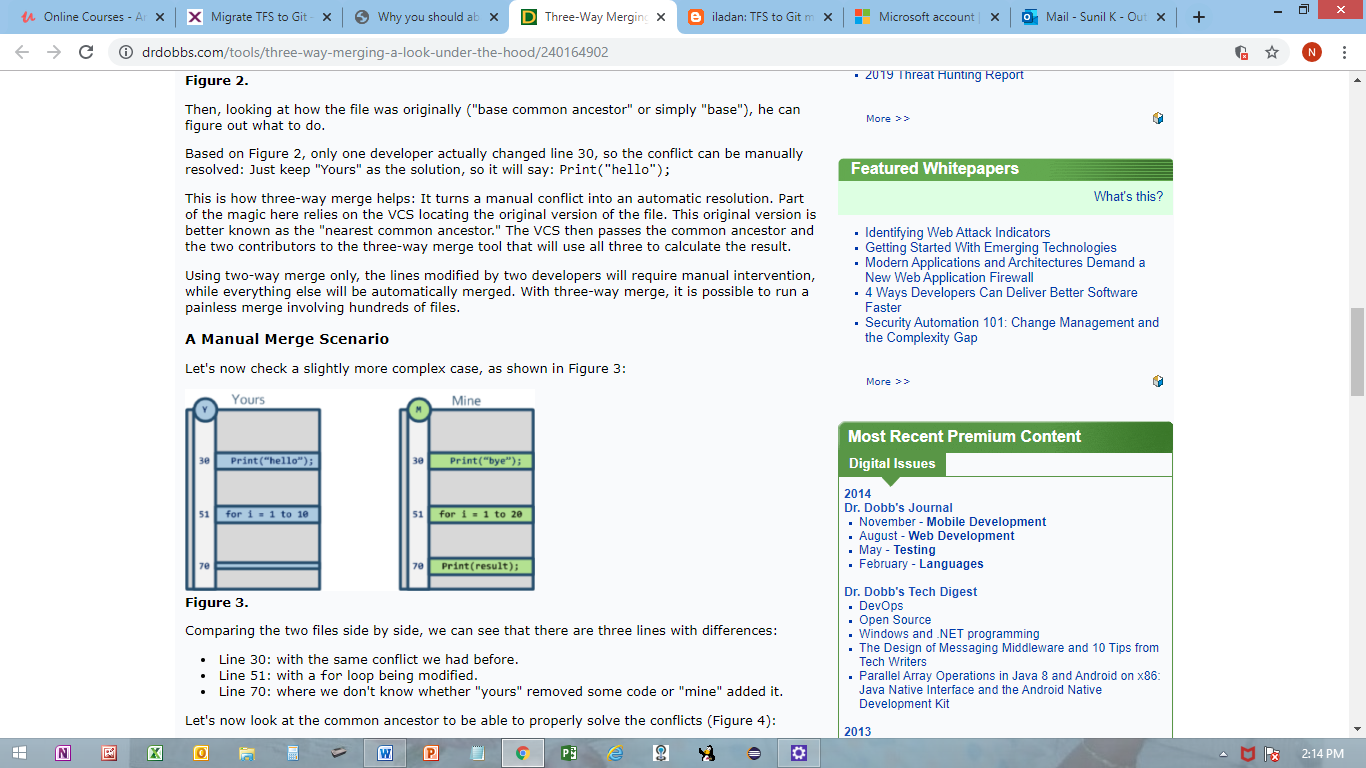 Online Courses - Ar
Migrate TFS to Git -
Why you should ab
Three-Way Merging
iladan: TFS to Git m
Microsoft account
Mail - Sunil K - Out
drdobbs.com/tools/three-way-merging-a-look-under-the-hood/240164902
N
Figure 2.
Then, looking at how the file was originally ("base common ancestor" or simply "base"), he can
figure out what to do.
Based on Figure 2, only one developer actually changed line 30, so the conflict can be manually
resolved: Just keep "Yours" as the solution, so it will say: Print("hello");
This is how three-way merge helps: It turns a manual conflict into an automatic resolution. Part
of the magic here relies on the VCS locating the original version of the file. This original version is
better known as the "nearest common ancestor." The VCS then passes the common ancestor and
the two contributors to the three-way merge tool that will use all three to calculate the result.
Using two-way merge only, the lines modified by two developers will require manual intervention,
while everything else will be automatically merged. With three-way merge, it is possible to run a
painless merge involving hundreds of files.
A Manual Merge Scenario
Let's now check a slightly more complex case, as shown in Figure 3:
Y Yours
30 Print("hello");
51 for i = 1 to 10
70
M Mine
30 Print("bye");
51 for i = 1 to 20
70 Print(result);
Figure 3.
Comparing the two files side by side, we can see that there are three lines with differences:
• Line 30: with the same conflict we had before.
• Line 51: with a for loop being modified.
• Line 70: where we don't know whether "yours" removed some code or "mine" added it.
Let's now look at the common ancestor to be able to properly solve the conflicts (Figure 4):
2019 Threat Hunting Report
More >>
Featured Whitepapers
What's this?
Identifying Web Attack Indicators
Getting Started With Emerging Technologies
Modern Applications and Architectures Demand a
New Web Application Firewall
4 Ways Developers Can Deliver Better Software
Faster
Security Automation 101: Change Management and
the Complexity Gap
More >>
Most Recent Premium Content
Digital Issues
2014
Dr. Dobb's Journal
November - Mobile Development
August - Web Development
May - Testing
February - Languages
Dr. Dobb's Tech Digest
DevOps
Open Source
Windows and .NET programming
The Design of Messaging Middleware and 10 Tips from
Tech Writers
Parallel Array Operations in Java 8 and Android on x86:
Java Native Interface and the Android Native
Development Kit
2013
2:14 PM